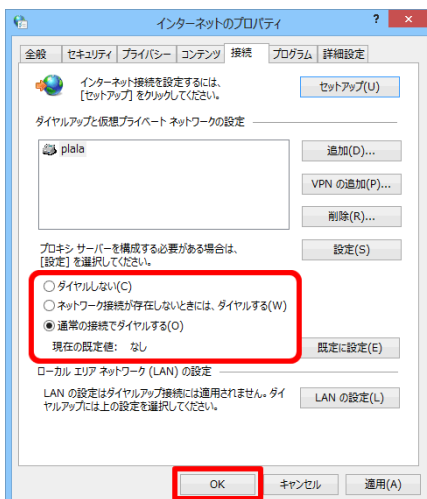 インターネットのプロパティ
?
×
全般 セキュリティ プライバシー コンテンツ 接続 プログラム 詳細設定
インターネット接続を設定するには、
[セットアップ] をクリックしてください。
セットアップ(U)
ダイヤルアップと仮想プライベート ネットワークの設定
plala
追加(D)...
VPN の追加(P)...
削除(R)...
プロキシ サーバーを構成する必要がある場合は、
[設定] を選択してください。
設定(S)
ダイヤルしない(C)
ネットワーク接続が存在しないときには、ダイヤルする(W)
通常の接続でダイヤルする(O)
現在の既定値: なし
既定に設定(E)
ローカル エリア ネットワーク (LAN) の設定
LAN の設定はダイヤルアップ接続には適用されません。ダイ
ヤルアップには上の設定を選択してください。
LAN の設定(L)
OK キャンセル 適用(A)